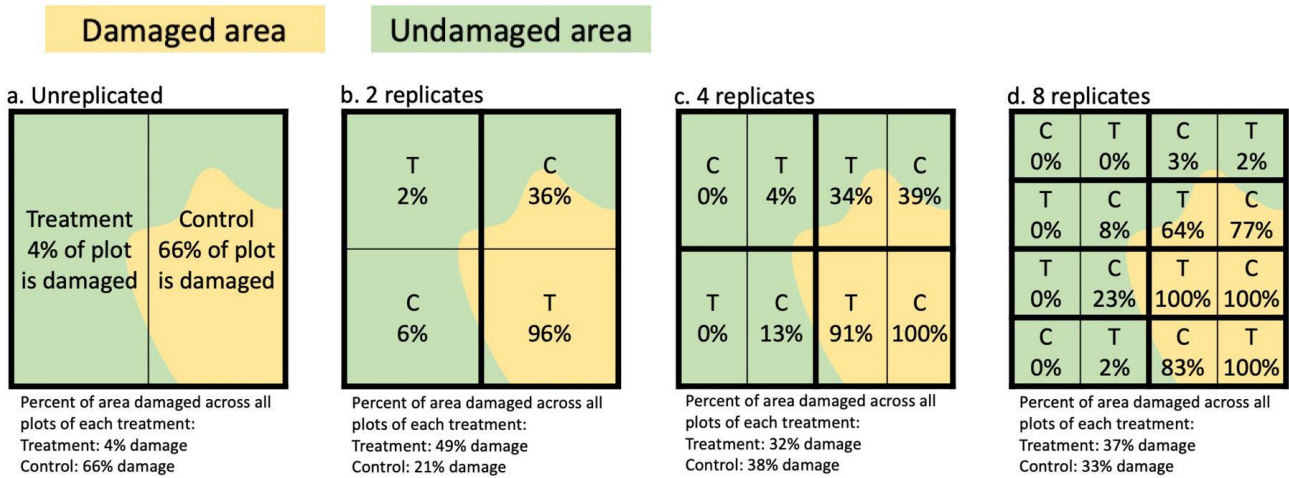 Damaged area
Undamaged area
a. Unreplicated
Treatment
4% of plot
is damaged
Control
66% of plot
is damaged
Percent of area damaged across all
plots of each treatment:
Treatment: 4% damage
Control: 66% damage
b. 2 replicates
T
2%
C
36%
C
6%
T
96%
Percent of area damaged across all
plots of each treatment:
Treatment: 49% damage
Control: 21% damage
c. 4 replicates
C T T C
0% 4% 34% 39%
T C T C
0% 13% 91% 100%
Percent of area damaged across all
plots of each treatment:
Treatment: 32% damage
Control: 38% damage
d. 8 replicates
C T C T
0% 0% 3% 2%
T C T C
0% 8% 64% 77%
T C T C
0% 23% 100% 100%
C T C T
0% 2% 83% 100%
Percent of area damaged across all
plots of each treatment:
Treatment: 37% damage
Control: 33% damage